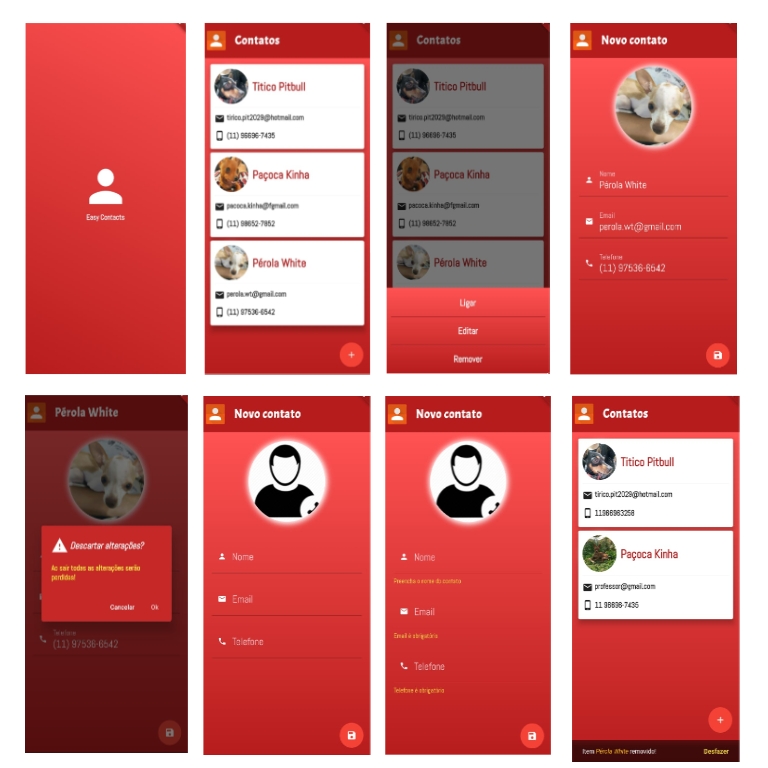 Easy Contacts
Contatos
Titico Pitbull
tirico.pit2028@hotmail.com
(11) 98696-7435
Paçoca Kinha
pacoca.kinha@fgmail.com
(11) 98652-7852
Pérola White
perola.wt@gmail.com
(11) 97536-6542
Contatos
Titico Pitbull
tirico.pit2028@hotmail.com
(11) 98696-7435
Paçoca Kinha
pacoca.kinha@fgmail.com
(11) 98652-7852
Pérola White
Ligar
Editar
Remover
Novo contato
Nome
Pérola White
Email
perola.wt@gmail.com
Telefone
(11) 97536-6542
Pérola White
Descartar alterações?
Ao sair todas as alterações serão
perdidas!
Cancelar Ok
Telefone
(11) 97536-6542
Novo contato
Nome
Email
Telefone
Novo contato
Nome
Preencha o nome do contato
Email
Email é obrigatório
Telefone
Telefone é obrigatório
Contatos
Titico Pitbull
tirico.pit2028@hotmail.com
11986963258
Paçoca Kinha
professor@gmail.com
11 98696-7435
Item Pérola White removido! Desfazer